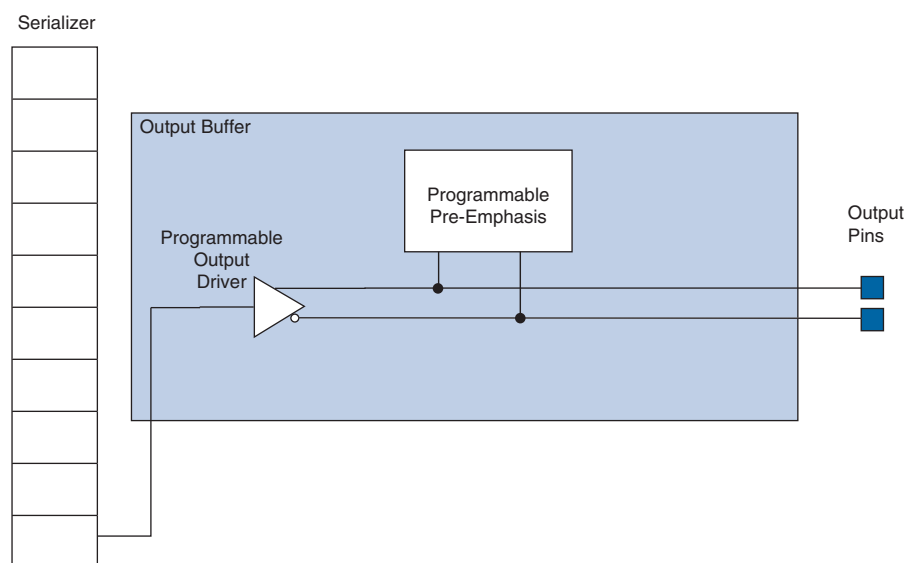 Serializer
Output Buffer
Programmable
Pre-Emphasis
Output
Pins
Programmable
Output
Driver